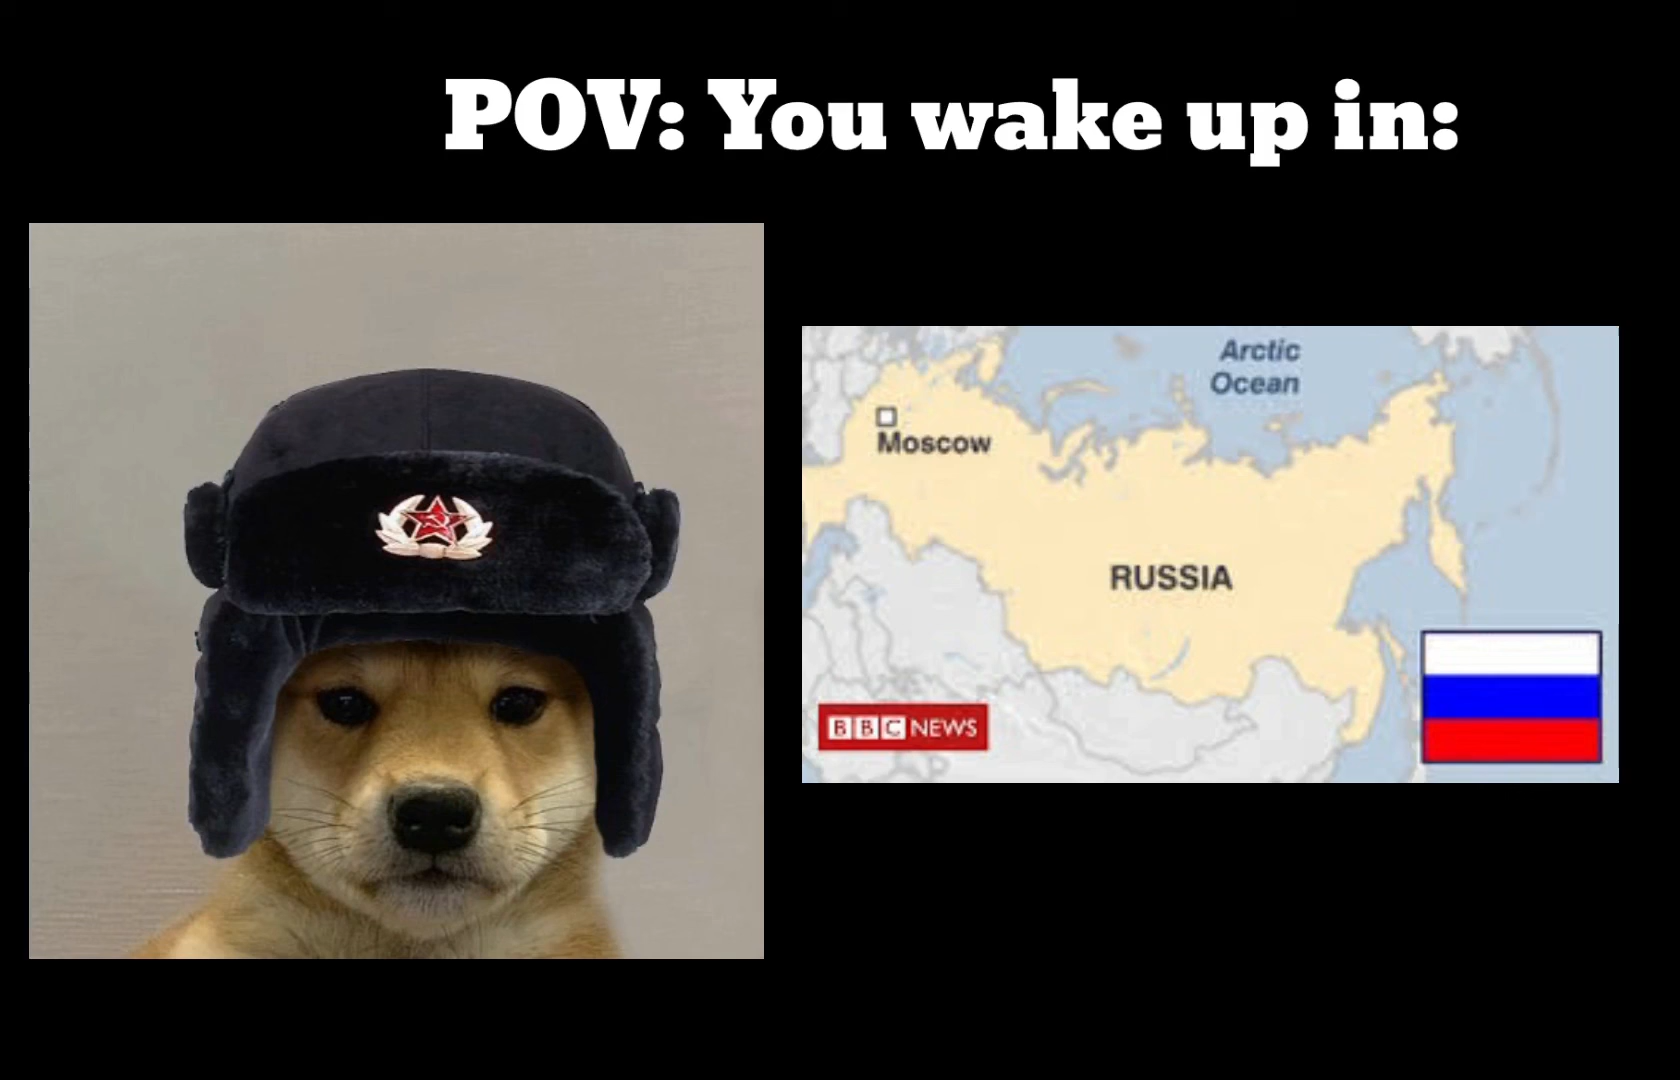 POV: You wake up in:
Arctic
Ocean
Moscow
RUSSIA
BBC NEWS